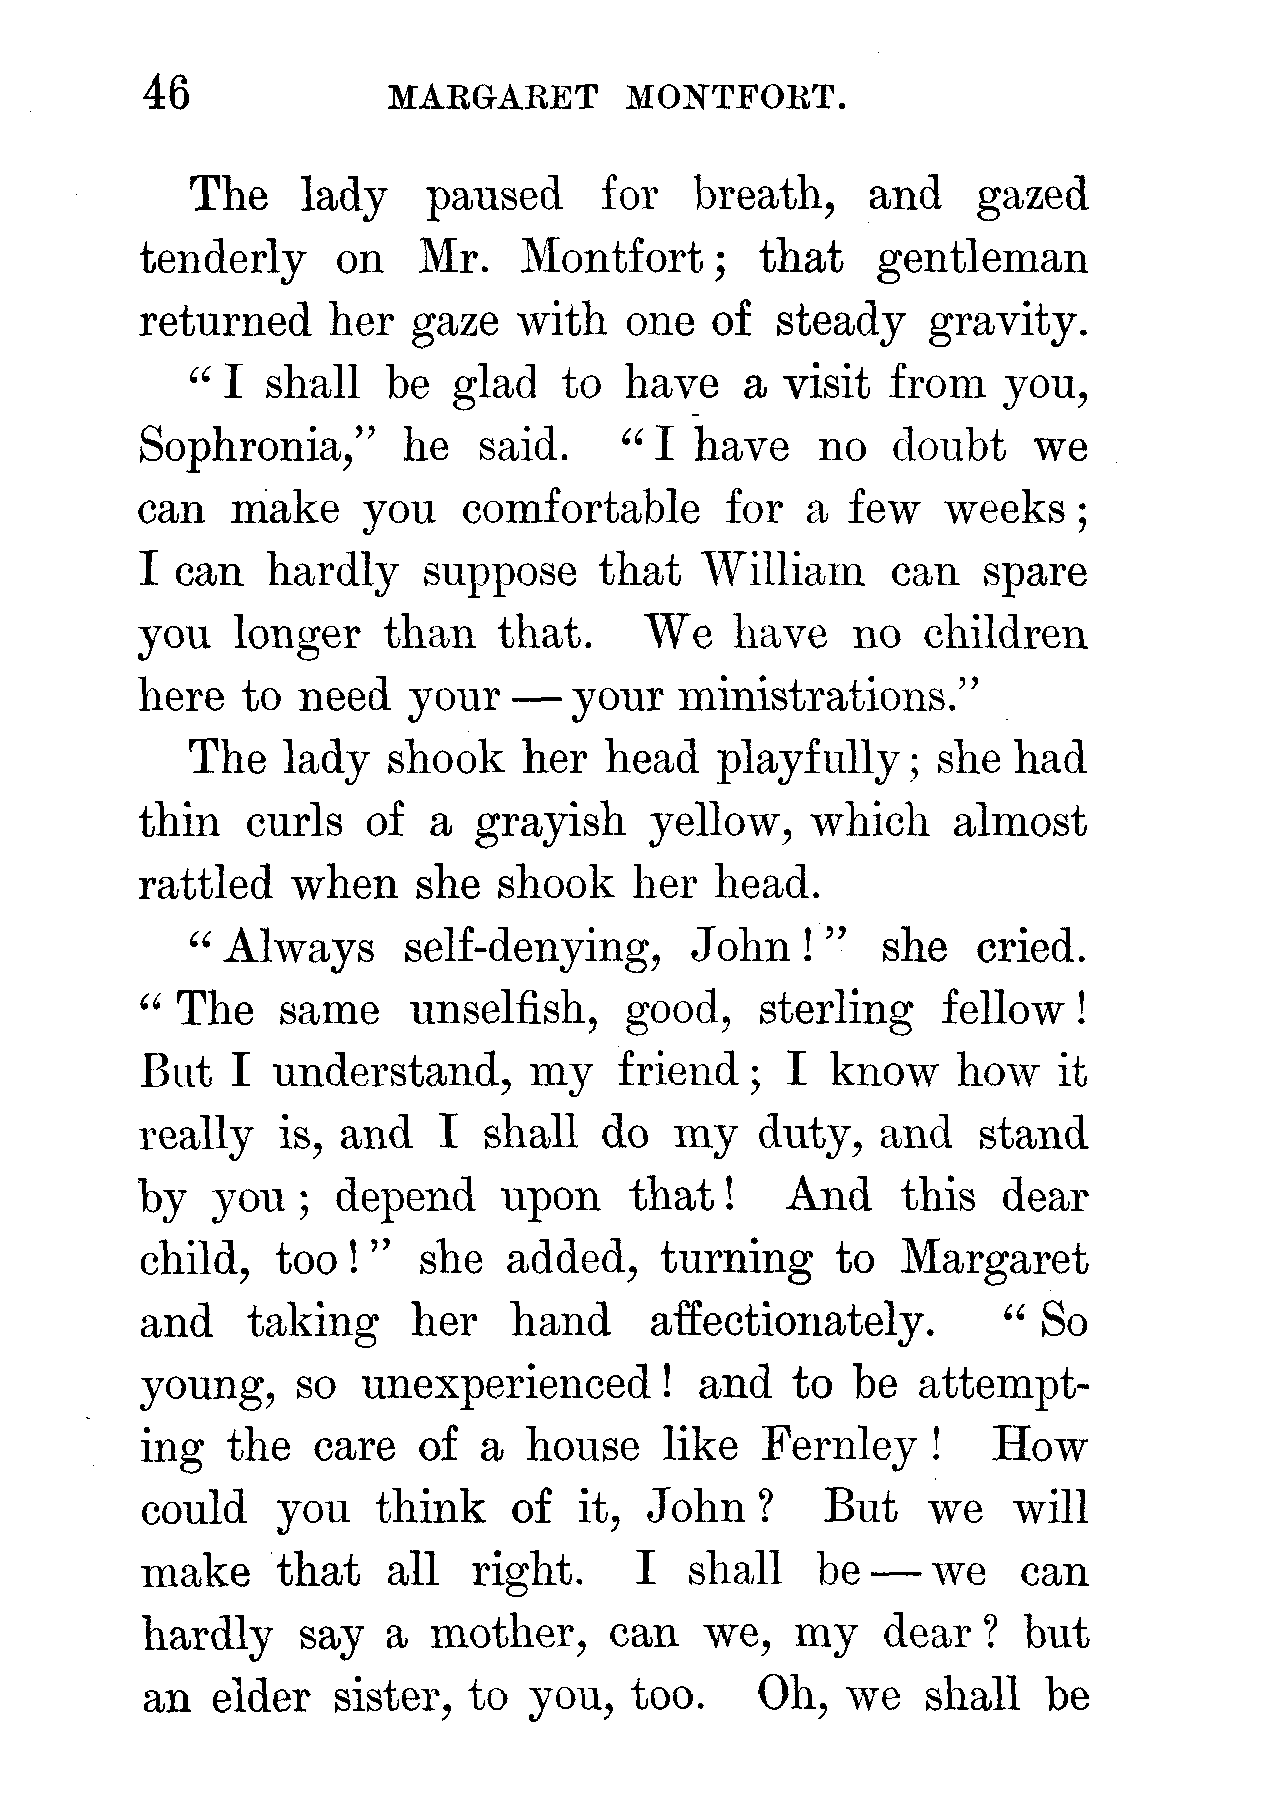 46 MARGARET MONTFORT.
The lady paused for breath, and gazed
tenderly on Mr. Montfort; that gentleman
returned her gaze with one of steady gravity.
"I shall be glad to have a visit from you,
Sophronia," he said. "I have no doubt we
can make you comfortable for a few weeks;
I can hardly suppose that William can spare
you longer than that. We have no children
here to need your — your ministrations."
The lady shook her head playfully; she had
thin curls of a grayish yellow, which almost
rattled when she shook her head.
"Always self-denying, John!" she cried.
"The same unselfish, good, sterling fellow!
But I understand, my friend; I know how it
really is, and I shall do my duty, and stand
by you; depend upon that! And this dear
child, too!" she added, turning to Margaret
and taking her hand affectionately. "So
young, so unexperienced! and to be attempt-
ing the care of a house like Fernley! How
could you think of it, John? But we will
make that all right. I shall be — we can
hardly say a mother, can we, my dear? but
an elder sister, to you, too. Oh, we shall be